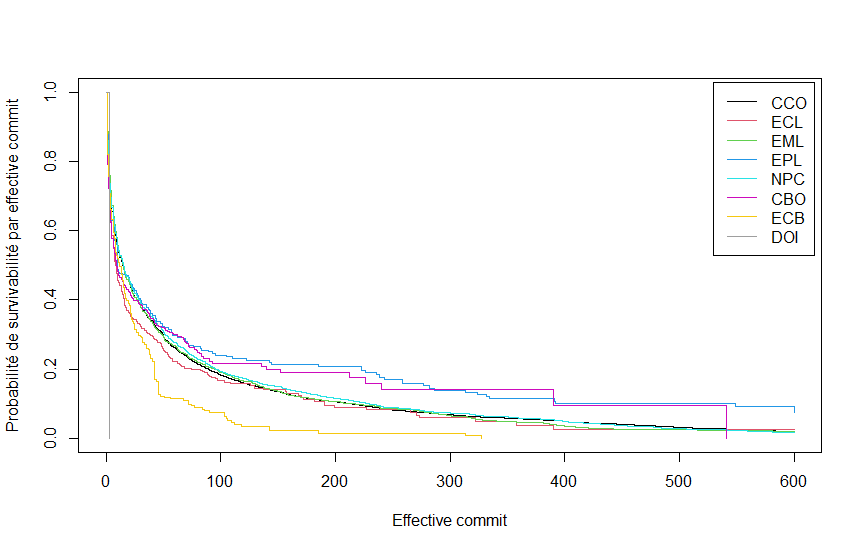 Probabilité de survivabilité par effective commit
1.0
0.8
0.6
0.4
0.2
0.0
0 100 200 300 400 500 600
Effective commit
CCO
ECL
EML
EPL
NPC
CBO
ECB
DOI